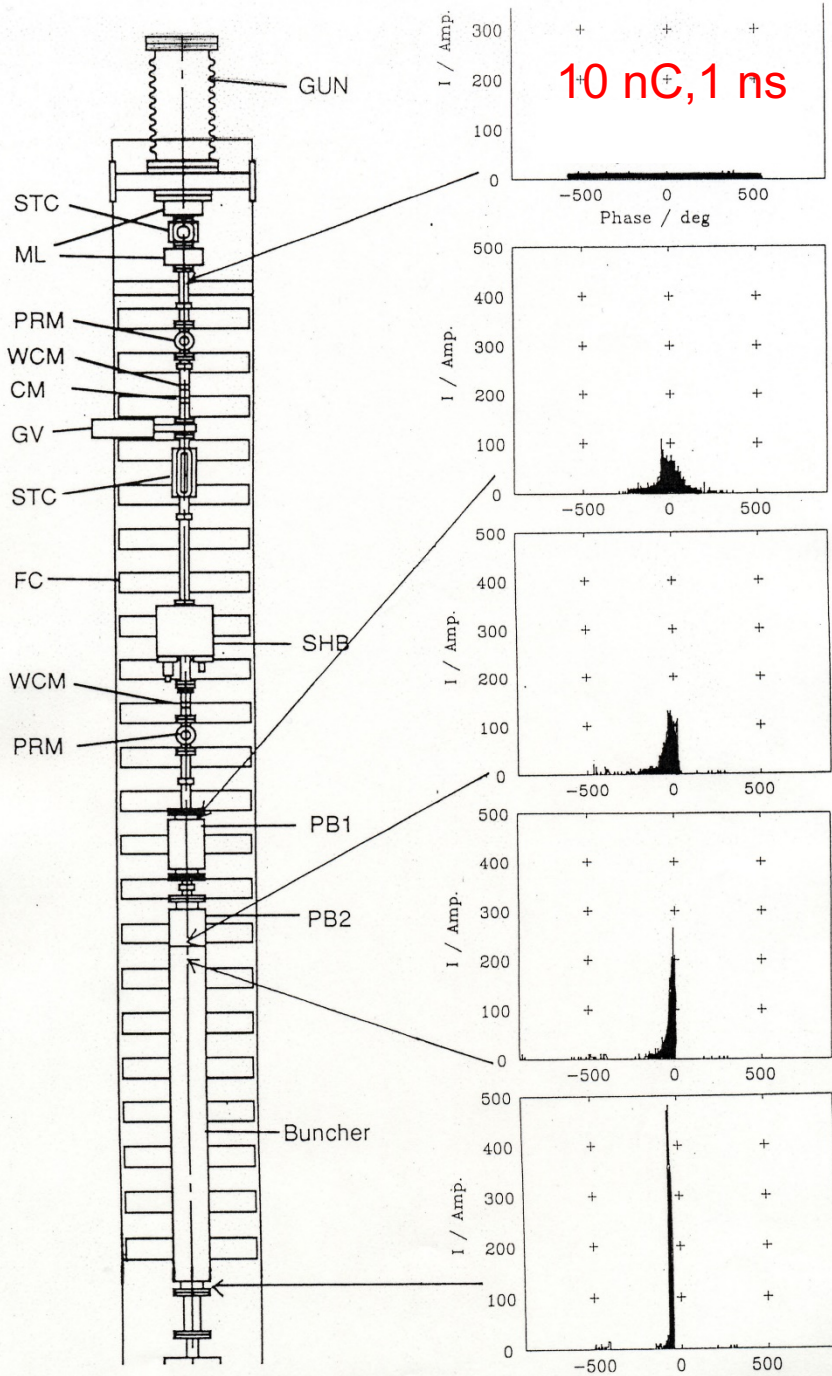 GUN
STC
ML
PRM
WCM
CM
GV
STC
FC
SHB
WCM
PRM
PB1
PB2
Buncher
10 nC,1 ns
I / Amp.
300
200
100
0
-500
0
500
Phase / deg
I / Amp.
500
400
300
200
100
0
-500
0
500
I / Amp.
500
400
300
200
100
0
-500
0
500
I / Amp.
500
400
300
200
100
0
-500
0
500
I / Amp.
500
400
300
200
100
0
-500
0
500